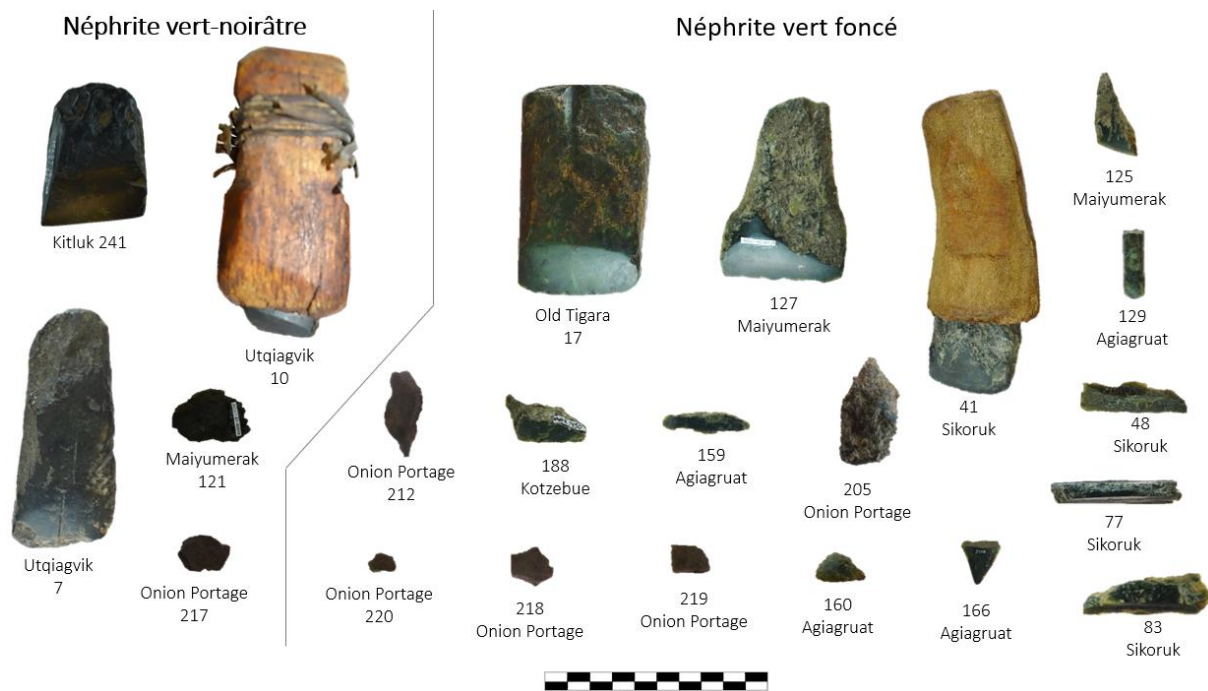 Néphrite vert-noirâtre
Kitluk 241
Utqiagvik
10
Utqiagvik
7
Maiyumerak
121
Onion Portage
217
Néphrite vert foncé
Old Tigara
17
127
Maiyumerak
41
Sikoruk
125
Maiyumerak
129
Agiagruat
48
Sikoruk
77
Sikoruk
83
Sikoruk
Onion Portage
212
188
Kotzebue
159
Agiagruat
205
Onion Portage
Onion Portage
220
218
Onion Portage
219
Onion Portage
160
Agiagruat
166
Agiagruat